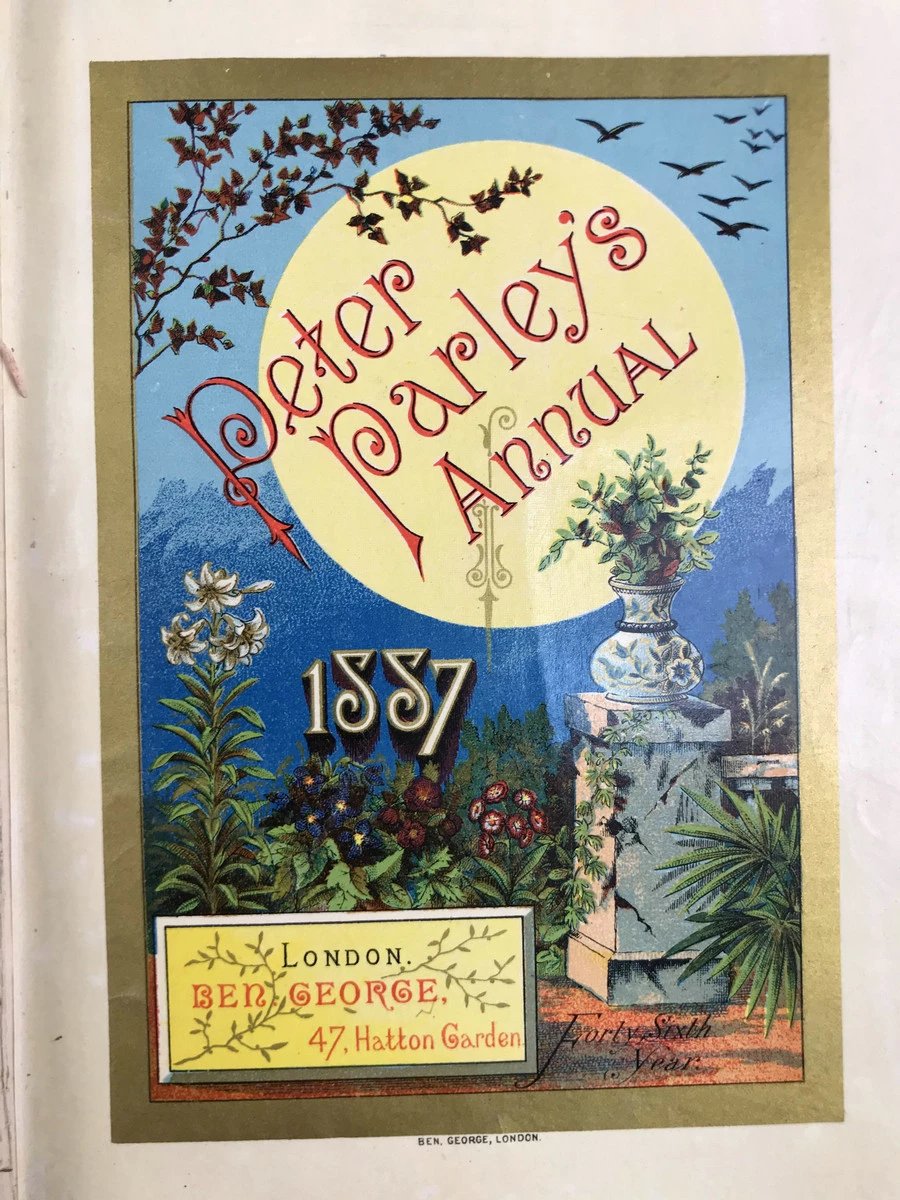 Peter
Parley's
Annual
1887
London.
Ben. George,
47, Hatton Garden
Forty Sixth
Year.
BEN, GEORGE, LONDON.